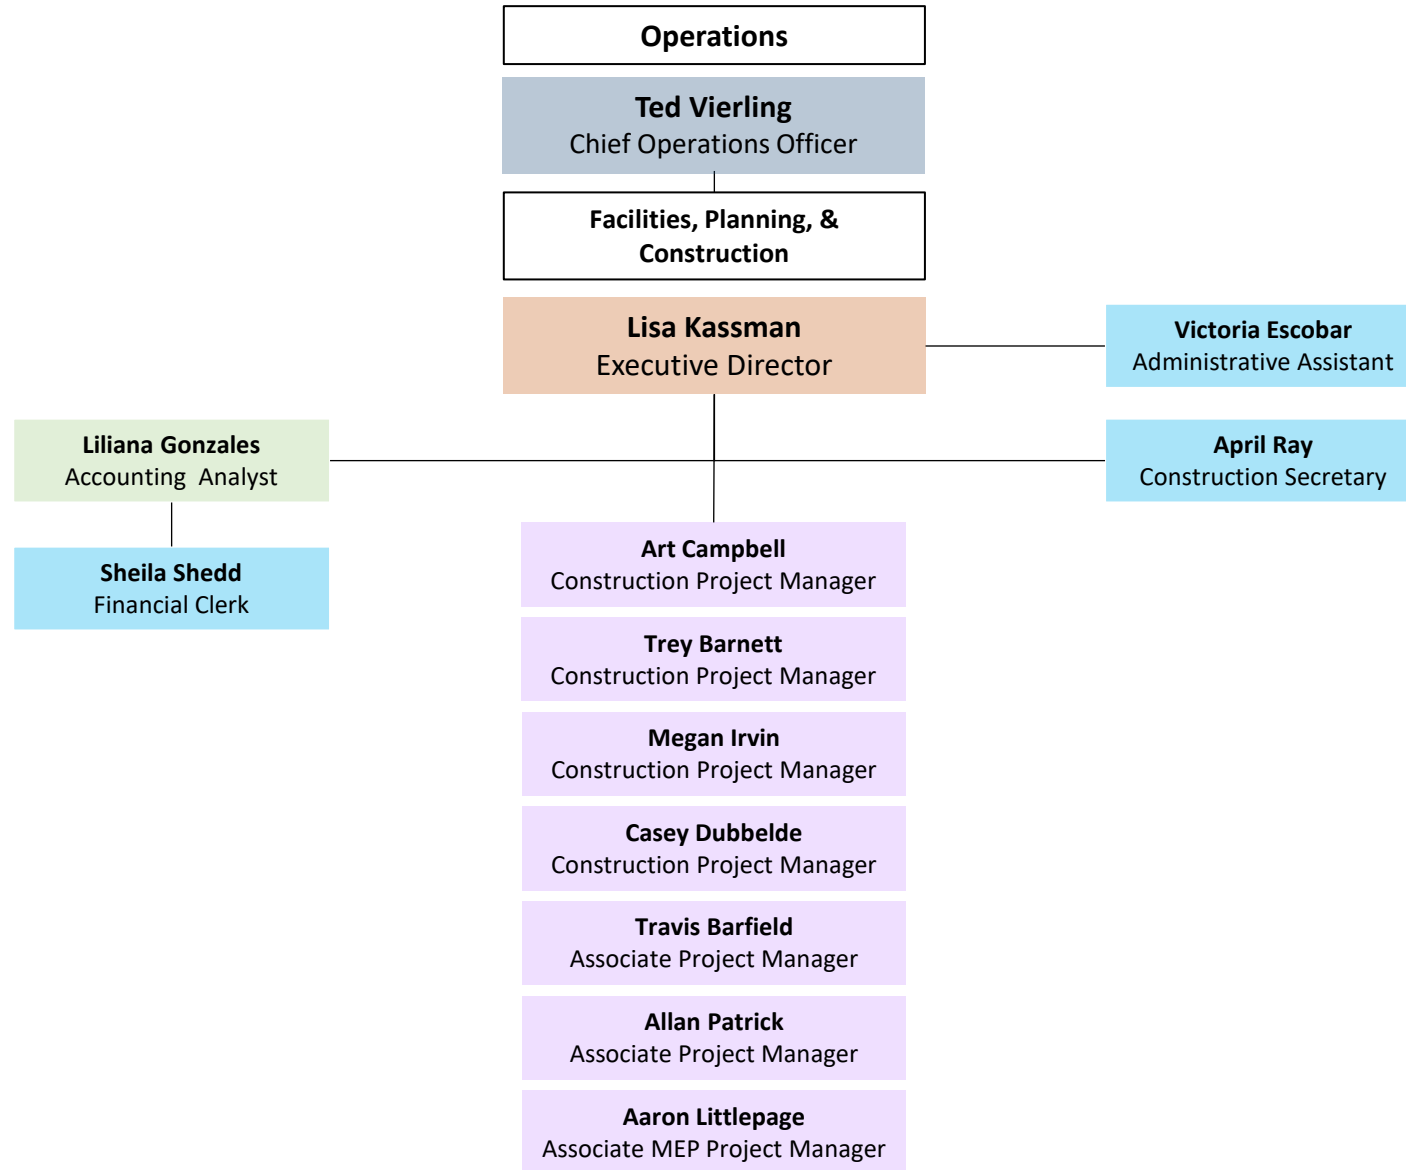 Operations
Ted Vierling
Chief Operations Officer
Facilities, Planning, &
Construction
Lisa Kassman
Executive Director
Victoria Escobar
Administrative Assistant
Liliana Gonzales
Accounting  Analyst
April Ray
Construction Secretary
Sheila Shedd
Financial Clerk
Art Campbell
Construction Project Manager
Trey Barnett
Construction Project Manager
Megan Irvin
Construction Project Manager
Casey Dubbelde
Construction Project Manager
Travis Barfield
Associate Project Manager
Allan Patrick
Associate Project Manager
Aaron Littlepage
Associate MEP Project Manager